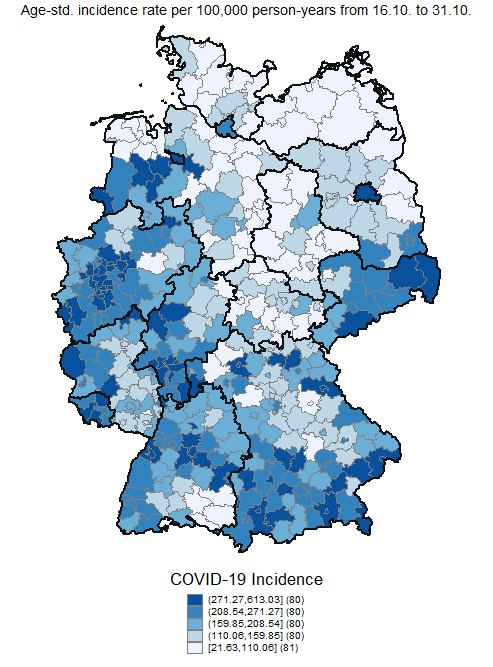 Age-std. incidence rate per 100,000 person-years from 16.10. to 31.10.
COVID-19 Incidence
(271.27,613.03] (80)
(208.54,271.27] (80)
(159.85,208.54] (80)
(110.06,159.85] (80)
[21.63,110.06] (81)